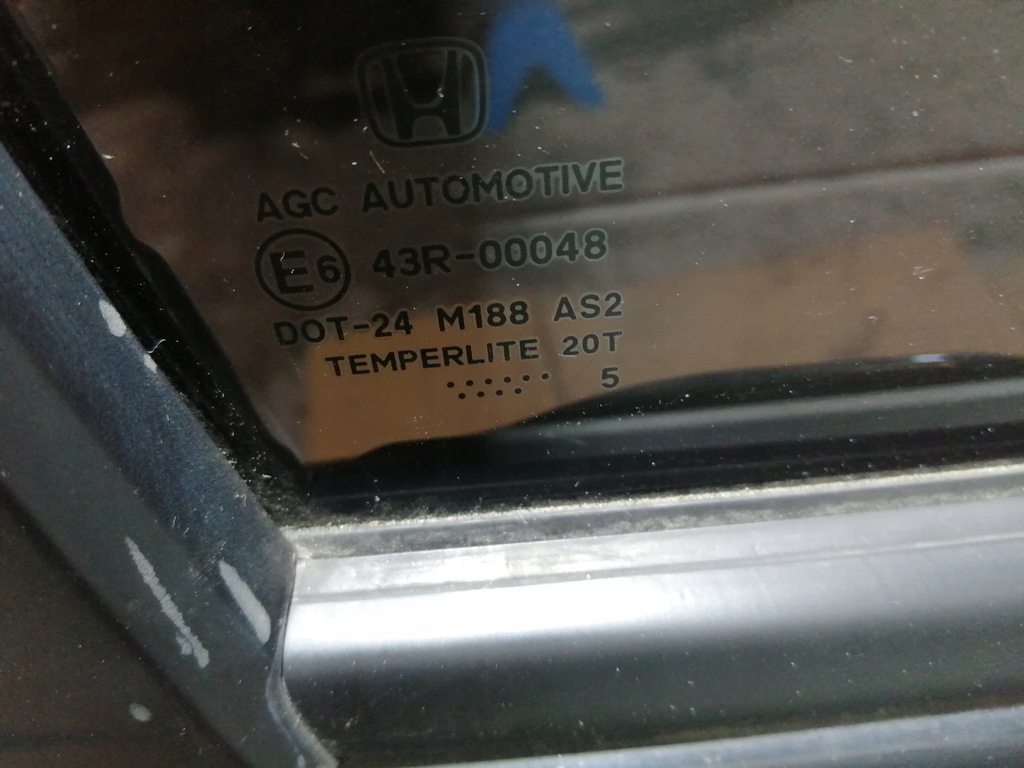 AGC AUTOMOTIVE
E6 43R-00048
DOT-24 M188 AS2
TEMPERLITE 20T
5